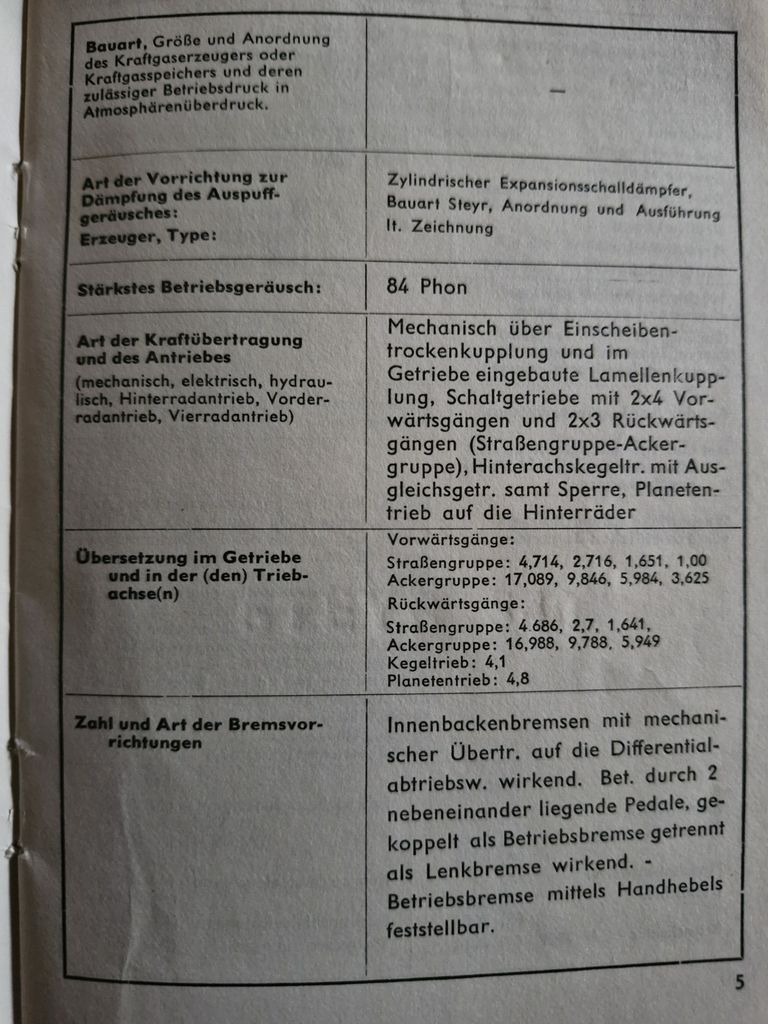 Bauart, Größe und Anordnung
des Kraftgaserzeugers oder
Kraftgasspeichers und deren
zulässiger Betriebsdruck in
Atmosphärenüberdruck.
—
Art der Vorrichtung zur
Dämpfung des Auspuff-
geräusches:
Erzeuger, Type:
Zylindrischer Expansionsschalldämpfer,
Bauart Steyr, Anordnung und Ausführung
lt. Zeichnung
Stärkstes Betriebsgeräusch:
84 Phon
Art der Kraftübertragung
und des Antriebes
(mechanisch, elektrisch, hydrau-
lisch, Hinterradantrieb, Vorder-
radantrieb, Vierradantrieb)
Mechanisch über Einscheiben-
trockenkupplung und im
Getriebe eingebaute Lamellenkupp-
lung, Schaltgetriebe mit 2x4 Vor-
wärtsgängen und 2x3 Rückwärts-
gängen (Straßengruppe-Acker-
gruppe), Hinterachskegeltr. mit Aus-
gleichsgetr. samt Sperre, Planeten-
trieb auf die Hinterräder
Übersetzung im Getriebe
und in der (den) Trieb-
achse(n)
Vorwärtsgänge:
Straßengruppe: 4,714, 2,716, 1,651, 1,00
Ackergruppe: 17,089, 9,846, 5,984, 3,625
Rückwärtsgänge:
Straßengruppe: 4.686, 2,7, 1,641,
Ackergruppe: 16,988, 9,788, 5,949
Kegeltrieb: 4,1
Planetentrieb: 4,8
Zahl und Art der Bremsvor-
richtungen
Innenbackenbremsen mit mechani-
scher Übertr. auf die Differential-
abtriebsw. wirkend. Bet. durch 2
nebeneinander liegende Pedale, ge-
koppelt als Betriebsbremse getrennt
als Lenkbremse wirkend. -
Betriebsbremse mittels Handhebels
feststellbar.
5